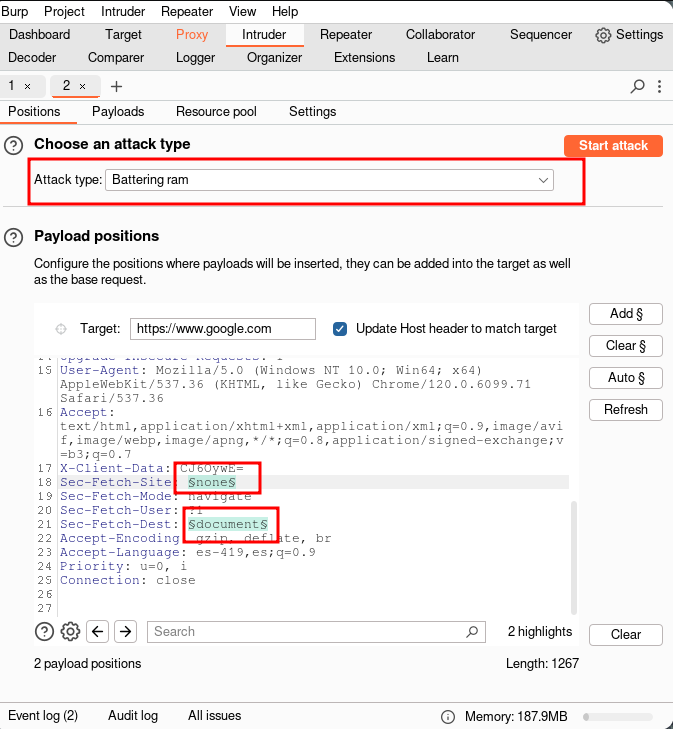 Burp Project Intruder Repeater View Help
Dashboard Target Proxy Intruder Repeater Collaborator Sequencer Settings
Decoder Comparer Logger Organizer Extensions Learn
1 × 2 × +
Positions Payloads Resource pool Settings
? Choose an attack type Start attack
Attack type: Battering ram
? Payload positions
Configure the positions where payloads will be inserted, they can be added into the target as well
as the base request.
Add §
Target: https://www.google.com Update Host header to match target
Clear §
Auto §
Refresh
14 Upgrade-Insecure-Requests: 1
15 User-Agent: Mozilla/5.0 (Windows NT 10.0; Win64; x64)
AppleWebKit/537.36 (KHTML, like Gecko) Chrome/120.0.6099.71
Safari/537.36
16 Accept:
text/html,application/xhtml+xml,application/xml;q=0.9,image/avi
f,image/webp,image/apng,*/*;q=0.8,application/signed-exchange;v
=b3;q=0.7
17 X-Client-Data: CJ6OywE=
18 Sec-Fetch-Site: §none§
19 Sec-Fetch-Mode: navigate
20 Sec-Fetch-User: ?1
21 Sec-Fetch-Dest: §document§
22 Accept-Encoding: gzip, deflate, br
23 Accept-Language: es-419,es;q=0.9
24 Priority: u=0, i
25 Connection: close
26
27
? Search 2 highlights Clear
2 payload positions Length: 1267
Event log (2) Audit log All issues Memory: 187.9MB